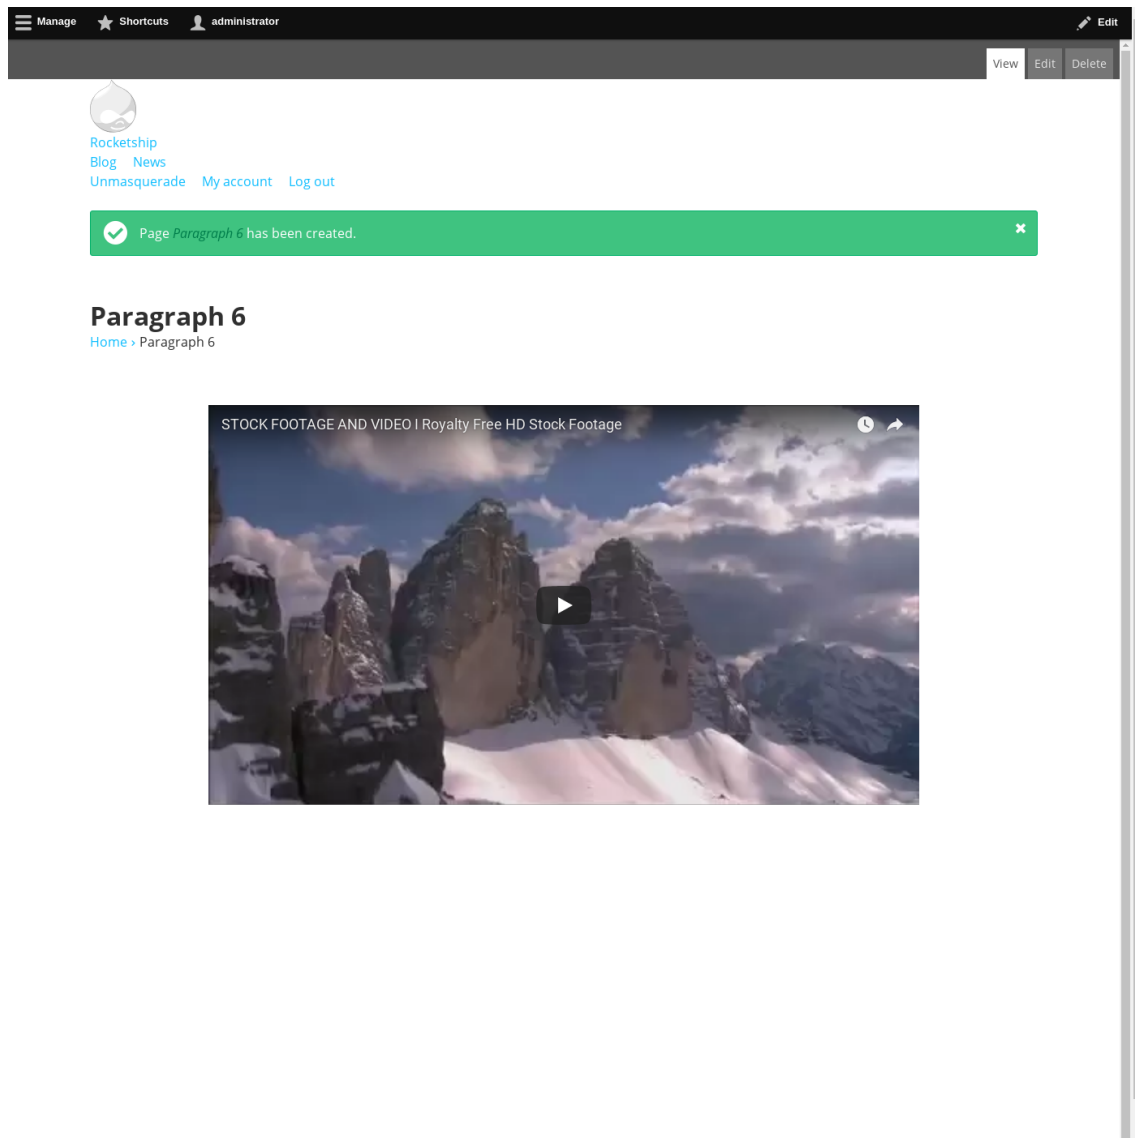 Manage Shortcuts administrator Edit
View Edit Delete
Rocketship
Blog News
Unmasquerade My account Log out
Page Paragraph 6 has been created.
Paragraph 6
Home › Paragraph 6
STOCK FOOTAGE AND VIDEO I Royalty Free HD Stock Footage